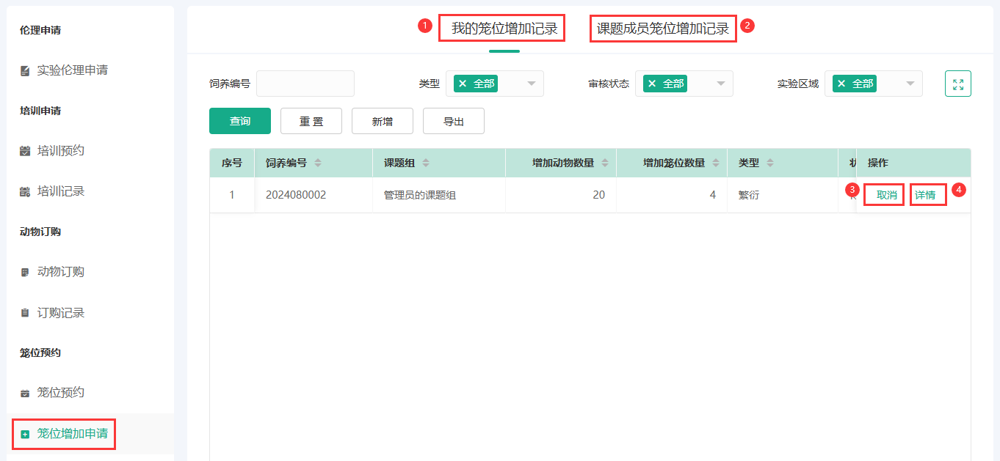 伦理申请
实验伦理申请
培训申请
培训预约
培训记录
动物订购
动物订购
订购记录
笼位预约
笼位预约
笼位增加申请
1 我的笼位增加记录 课题成员笼位增加记录 2
饲养编号 类型 × 全部 审核状态 × 全部 实验区域 × 全部
查询 重置 新增 导出
序号 饲养编号 课题组 增加动物数量 增加笼位数量 类型 操作
1 2024080002 管理员的课题组 20 4 繁衍 3 取消 详情 4